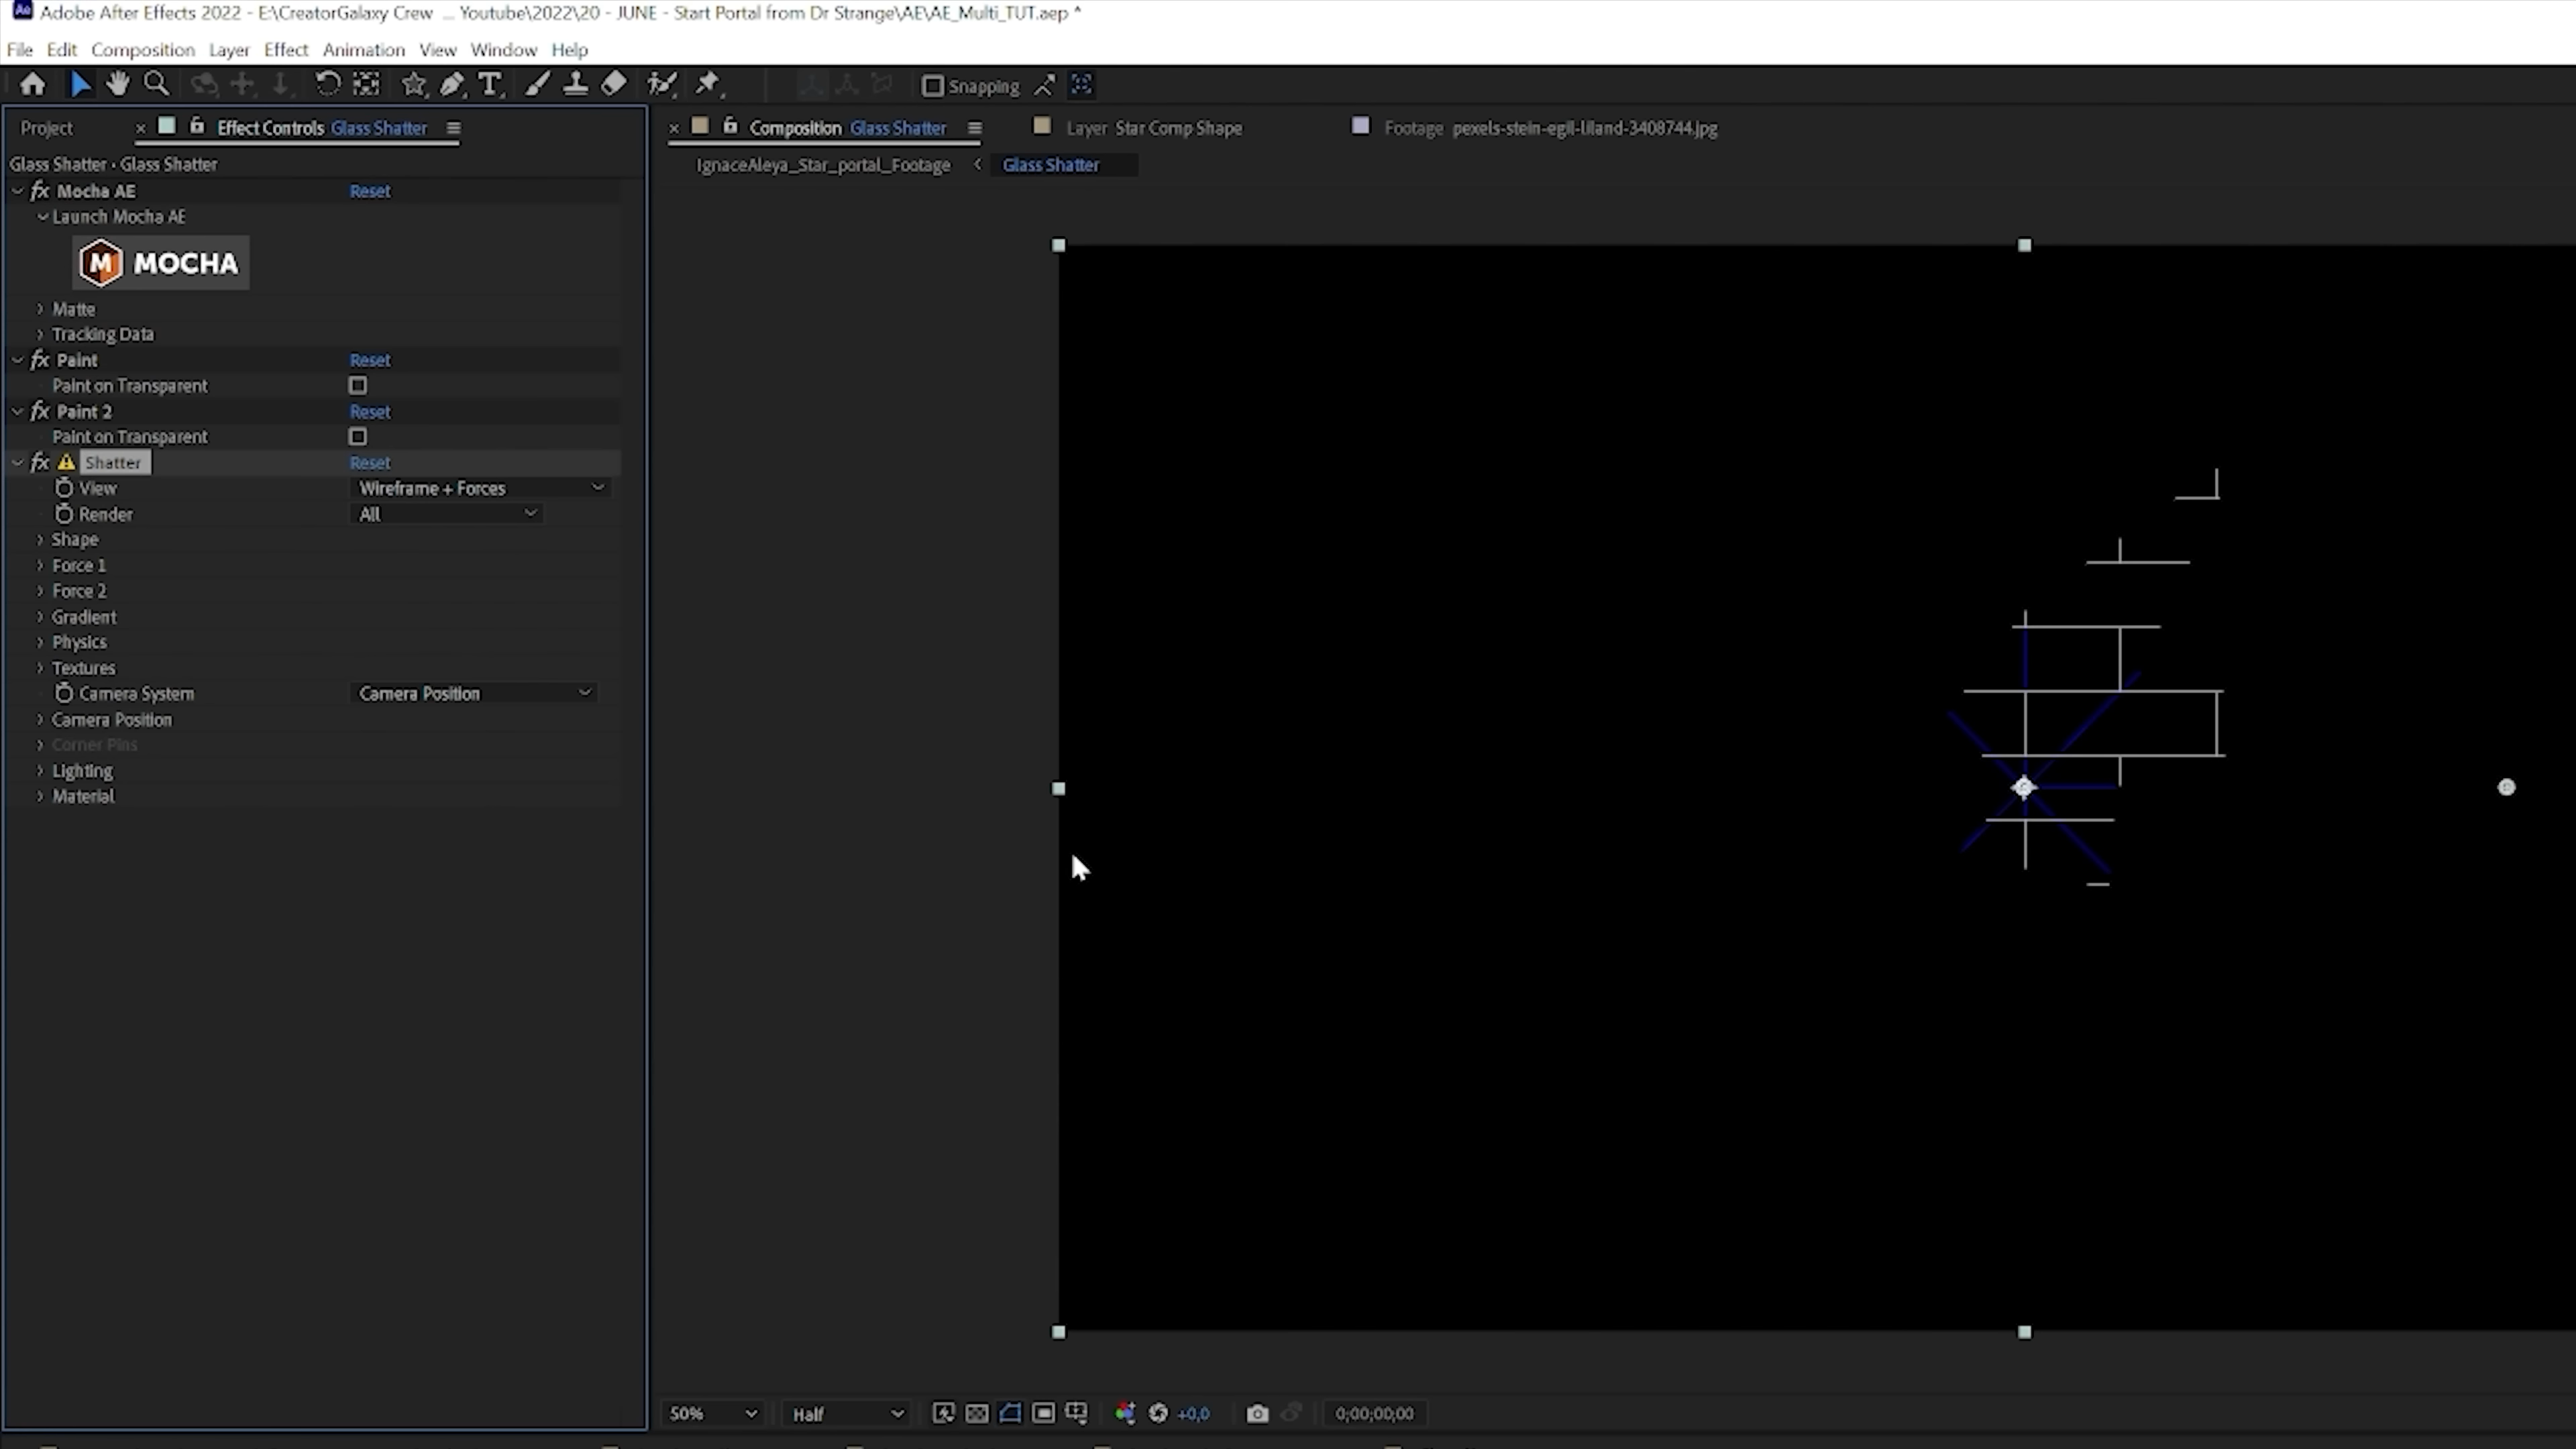 Adobe After Effects 2022 - E:\CreatorGalaxy Crew ... Youtube\2022\20 - JUNE - Start Portal from Dr Strange\AE\AE_Multi_TUT.aep *
File Edit Composition Layer Effect Animation View Window Help
Snapping
Project × Effect Controls Glass Shatter
× Composition Glass Shatter Layer Star Comp Shape Footage pexels-stein-egil-liland-3408744.jpg
Glass Shatter · Glass Shatter
IgnaceAleya_Star_portal_Footage < Glass Shatter
fx Mocha AE Reset
Launch Mocha AE
M MOCHA
Matte
Tracking Data
fx Paint Reset
Paint on Transparent
fx Paint 2 Reset
Paint on Transparent
fx Shatter Reset
View Wireframe + Forces
Render All
Shape
Force 1
Force 2
Gradient
Physics
Textures
Camera System Camera Position
Camera Position
Corner Pins
Lighting
Material
50% Half +0,0 0;00;00;00